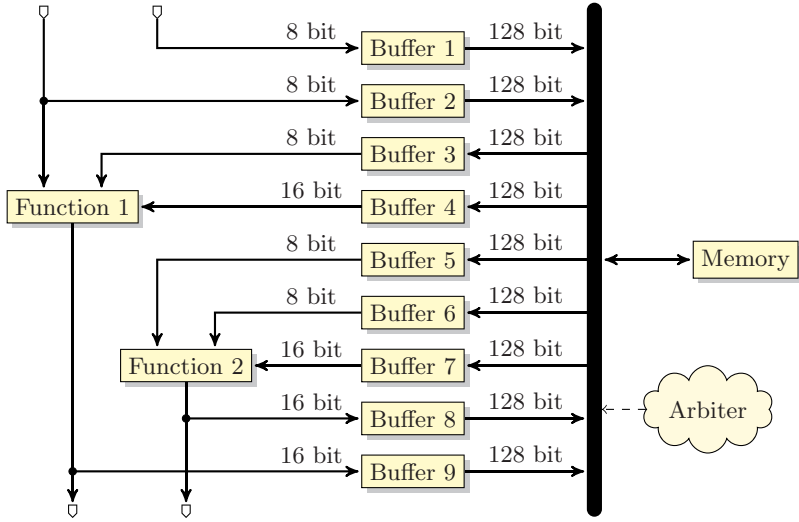 8 bit Buffer 1 128 bit
8 bit Buffer 2 128 bit
8 bit Buffer 3 128 bit
Function 1 16 bit Buffer 4 128 bit
8 bit Buffer 5 128 bit
Memory
8 bit Buffer 6 128 bit
Function 2 16 bit Buffer 7 128 bit
16 bit Buffer 8 128 bit
Arbiter
16 bit Buffer 9 128 bit